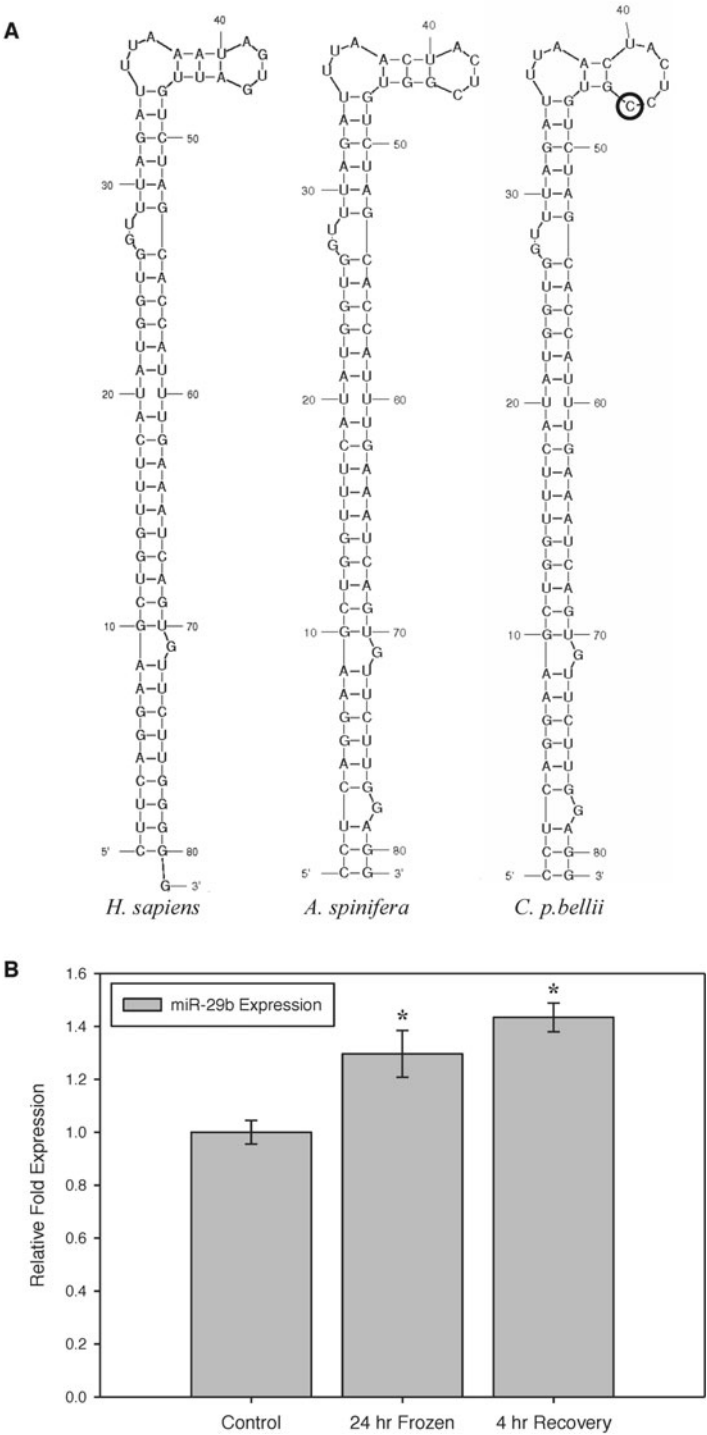 A
5' CUUCAGGAAGCUGGUUUCAUAUGGUGGUUUAGAUUUAAAUAGUGAUUGUCUAGCACCAUUUGAAAUCAGUGUUCUUGGGGG 3'
10
20
30
40
50
60
70
80
H. sapiens
5' CCUCAGGAAGCUGGUUUCAUAUGGUGGUUUAGAUUUAACUACUCGGUGUCUAGCACCAUUUGAAAUCAGUGUUCUUGGAGG 3'
10
20
30
40
50
60
70
80
A. spinifera
5' CCUCAGGAAGCUGGUUUCAUAUGGUGGUUUAGAUUUAACUACUCCGUGUCUAGCACCAUUUGAAAUCAGUGUUCUUGGAGG 3'
10
20
30
40
50
60
70
80
C. p.bellii
B
miR-29b Expression
Relative Fold Expression
1.6
1.4
1.2
1.0
0.8
0.6
0.4
0.2
0.0
*
*
Control
24 hr Frozen
4 hr Recovery